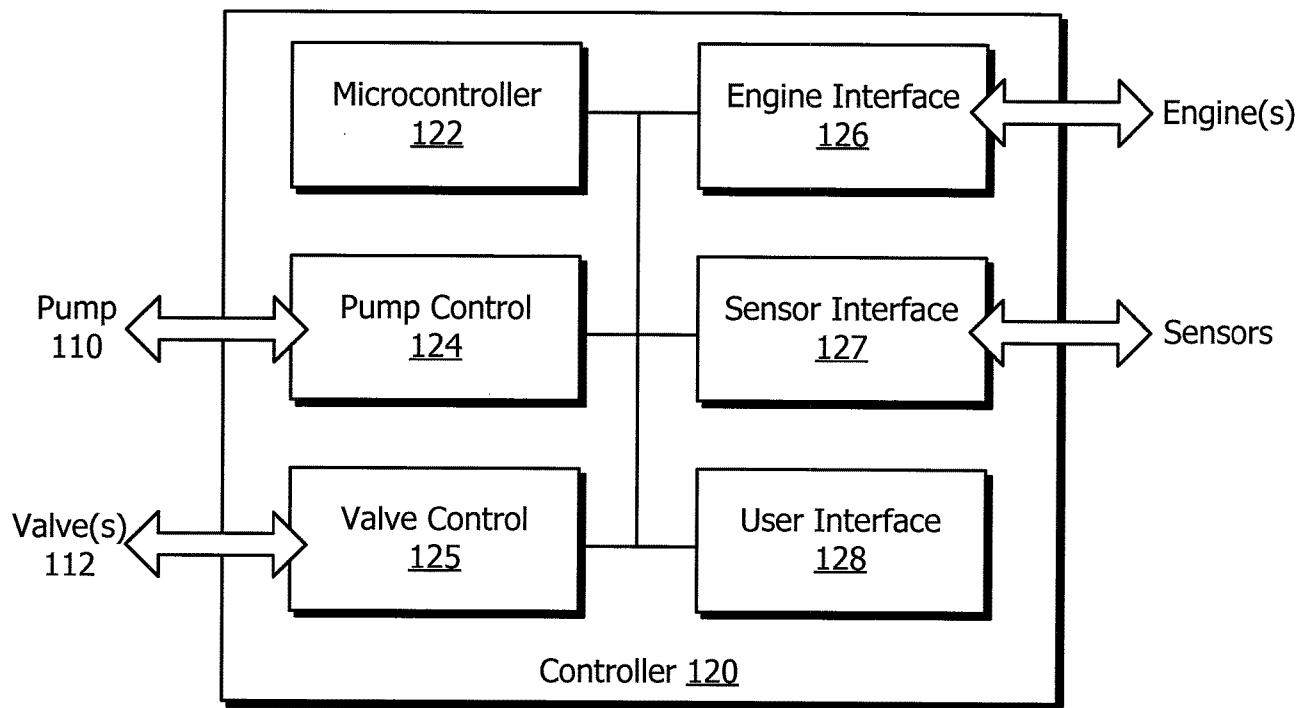 Microcontroller
122
Engine Interface
126
Engine(s)
Pump
110
Pump Control
124
Sensor Interface
127
Sensors
Valve(s)
112
Valve Control
125
User Interface
128
Controller 120